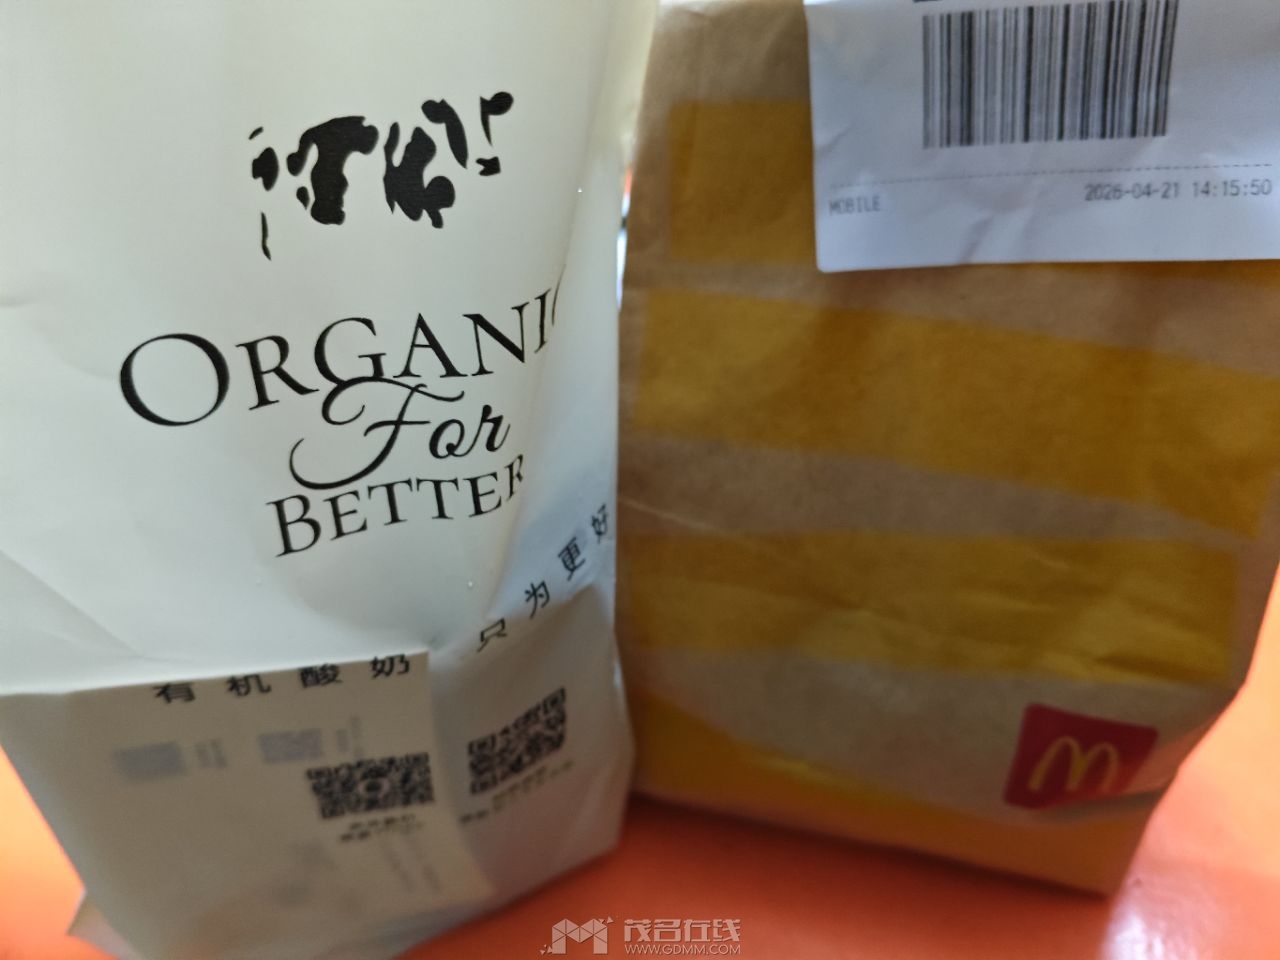 ORGANIC
For
BETTER
有机酸奶 只为更好
MOBILE 2026-04-21 14:15:50
茂名在线
WWW.GDMM.COM